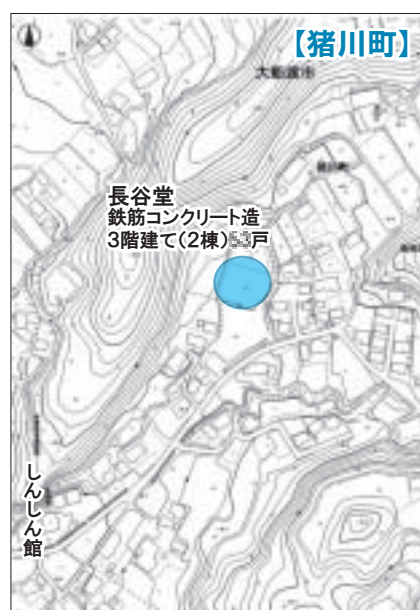 【猪川町】
大船渡市
長谷堂
鉄筋コンクリート造
3階建て(2棟) 戸
しんしん館